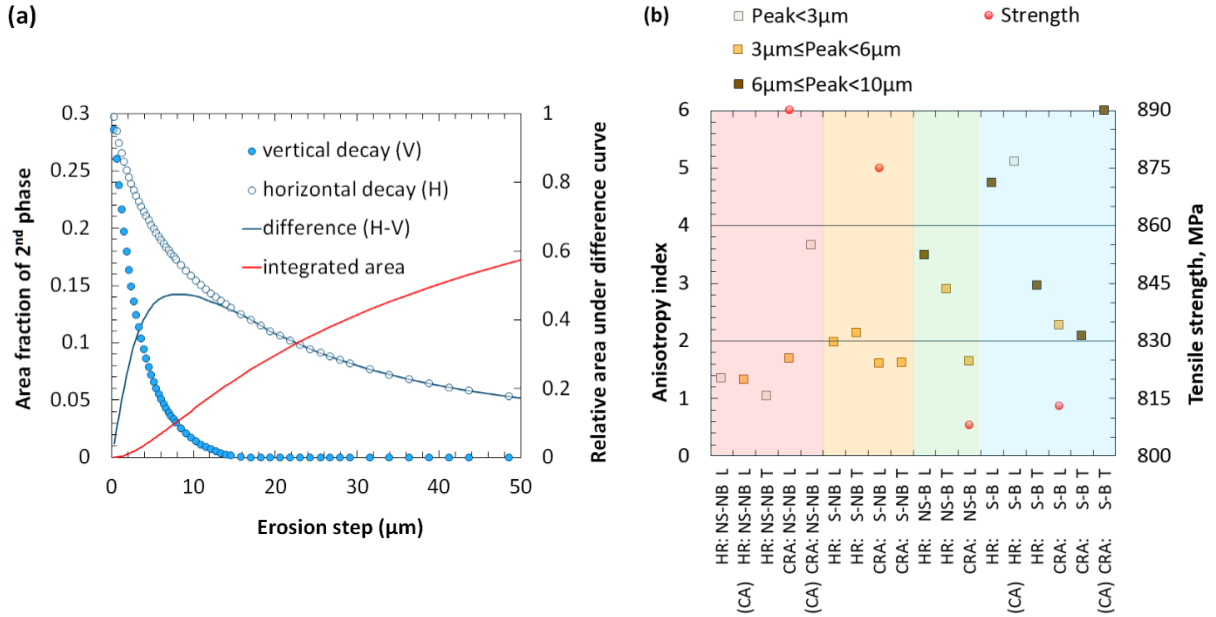 (a)
0.3
0.25
0.2
0.15
0.1
0.05
0
Area fraction of 2nd phase
1
0.8
0.6
0.4
0.2
0
Relative area under difference curve
vertical decay (V)
horizontal decay (H)
difference (H-V)
integrated area
0 10 20 30 40 50
Erosion step (µm)
(b)
Peak<3µm
Strength
3µm≤Peak<6µm
6µm≤Peak<10µm
6
5
4
3
2
1
0
Anisotropy index
890
875
860
845
830
815
800
Tensile strength, MPa
HR: NS-NB L
(CA) HR: NS-NB L
HR: NS-NB T
CRA: NS-NB L
(CA) CRA: NS-NB L
HR: S-NB L
HR: S-NB T
CRA: S-NB L
CRA: S-NB T
HR: NS-B L
HR: NS-B T
CRA: NS-B L
HR: S-B L
(CA) HR: S-B L
HR: S-B T
CRA: S-B L
CRA: S-B T
(CA) CRA: S-B T